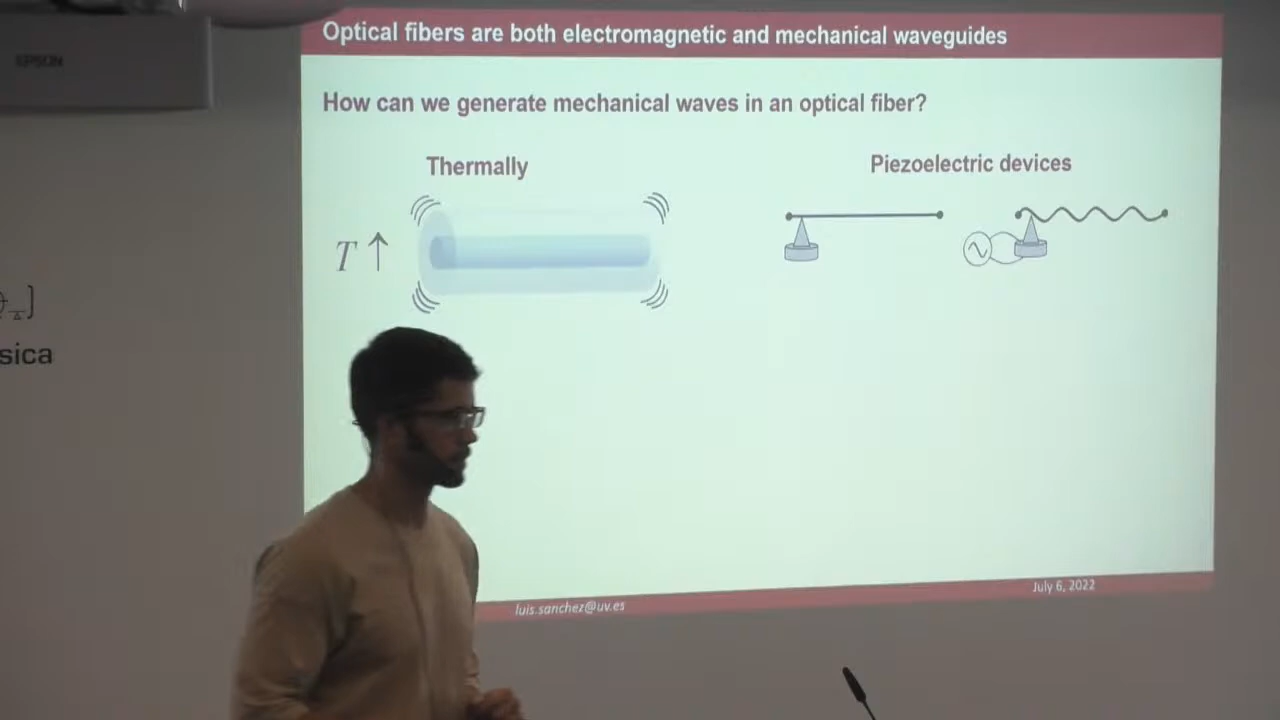 EPSON
Optical fibers are both electromagnetic and mechanical waveguides
How can we generate mechanical waves in an optical fiber?
Thermally
Piezoelectric devices
T ↑
sica
luis.sanchez@uv.es
July 6, 2022